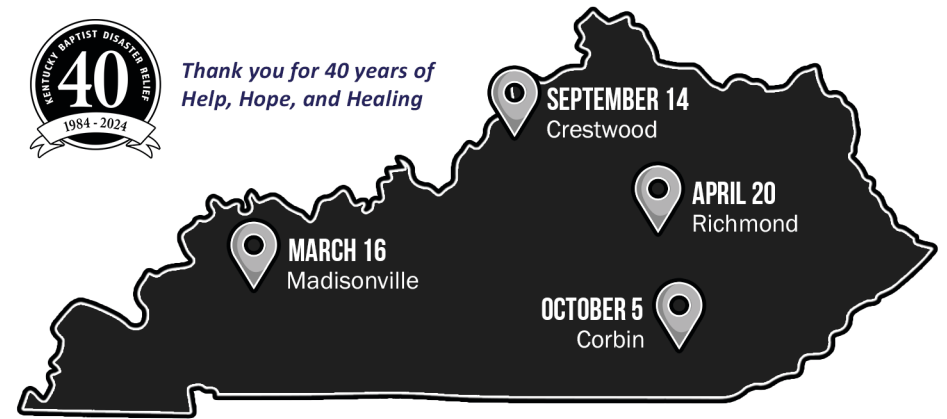 KENTUCKY BAPTIST DISASTER RELIEF
40
1984 - 2024
Thank you for 40 years of
Help, Hope, and Healing
SEPTEMBER 14
Crestwood
APRIL 20
Richmond
MARCH 16
Madisonville
OCTOBER 5
Corbin